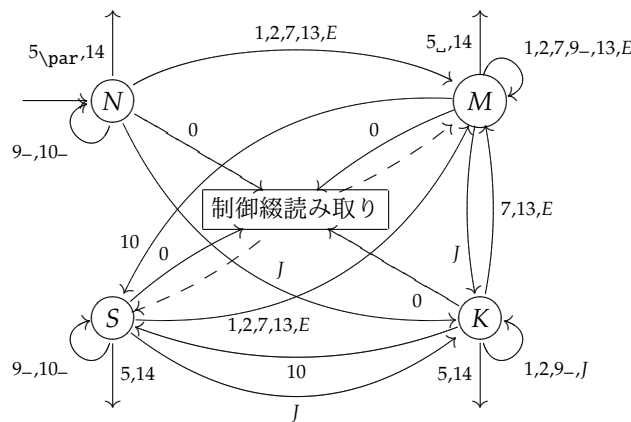 1,2,7,13,E
5\par,14
5␣,14
1,2,7,9_,13,E
N
M
9_,10_
0
0
制御綴読み取り
7,13,E
10
0
J
J
S
1,2,7,13,E
0
K
9_,10_
5,14
10
5,14
1,2,9_,J
J